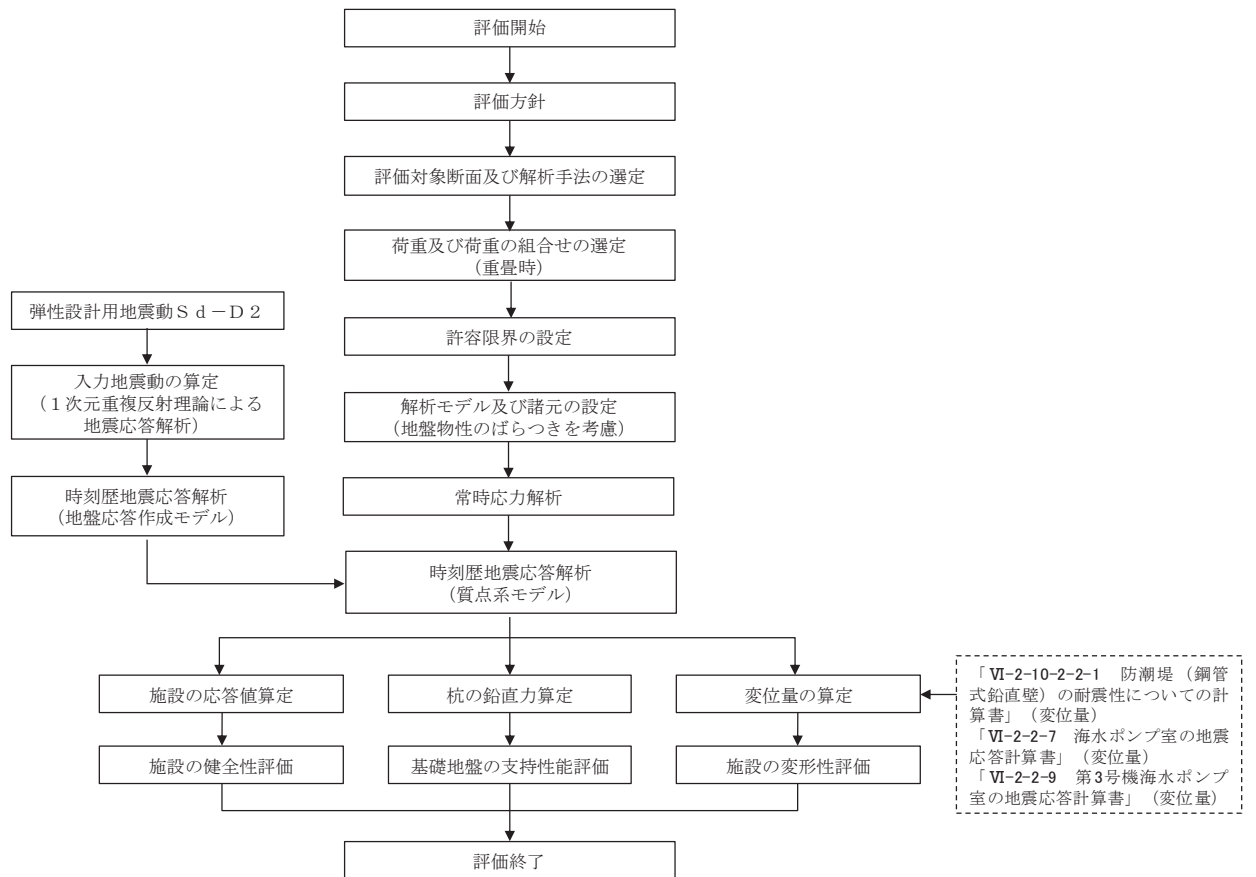 評価開始
評価方針
評価対象断面及び解析手法の選定
荷重及び荷重の組合せの選定
（重畳時）
弾性設計用地震動Ｓｄ－Ｄ２
許容限界の設定
入力地震動の算定
（１次元重複反射理論による
地震応答解析）
解析モデル及び諸元の設定
（地盤物性のばらつきを考慮）
時刻歴地震応答解析
（地盤応答作成モデル）
常時応力解析
時刻歴地震応答解析
（質点系モデル）
施設の応答値算定
杭の鉛直力算定
変位量の算定
「Ⅵ-2-10-2-2-1　防潮堤（鋼管
式鉛直壁）の耐震性についての計
算書」（変位量）
「Ⅵ-2-2-7　海水ポンプ室の地震
応答計算書」（変位量）
「Ⅵ-2-2-9　第3号機海水ポンプ
室の地震応答計算書」（変位量）
施設の健全性評価
基礎地盤の支持性能評価
施設の変形性評価
評価終了